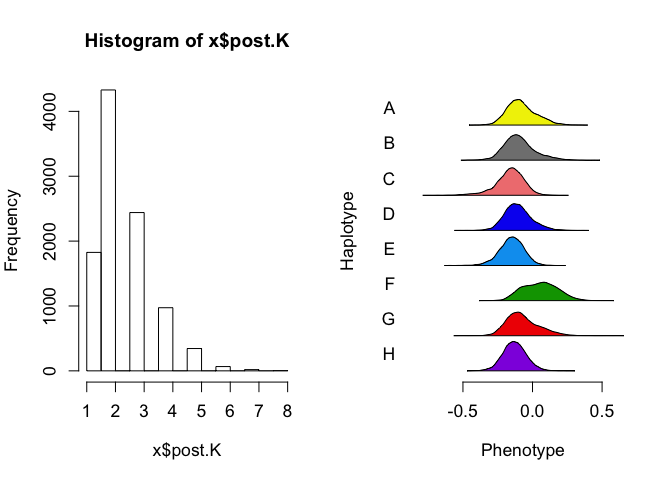 Histogram of x$post.K
Frequency
0
1000
2000
3000
4000
1 2 3 4 5 6 7 8
x$post.K
Haplotype
A
B
C
D
E
F
G
H
-0.5 0.0 0.5
Phenotype